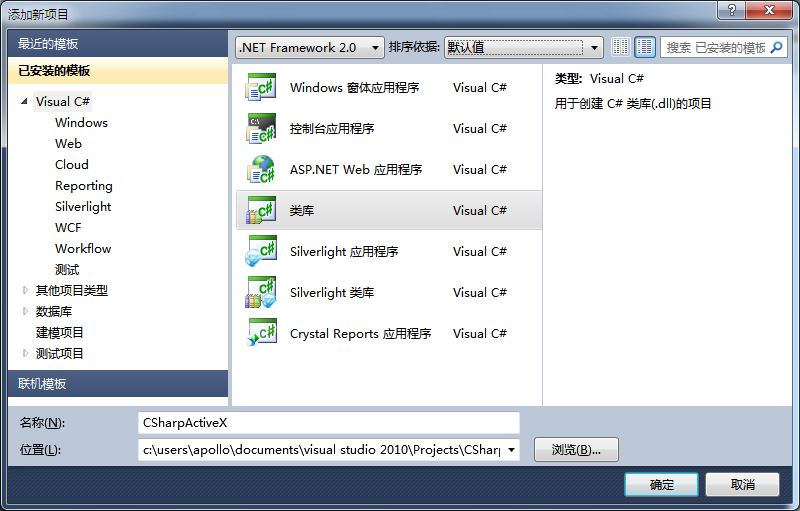 添加新项目
最近的模板
已安装的模板
Visual C#
Windows
Web
Cloud
Reporting
Silverlight
WCF
Workflow
测试
其他项目类型
数据库
建模项目
测试项目
联机模板
.NET Framework 2.0 排序依据: 默认值 搜索 已安装的模板
Windows 窗体应用程序 Visual C#
控制台应用程序 Visual C#
ASP.NET Web 应用程序 Visual C#
类库 Visual C#
Silverlight 应用程序 Visual C#
Silverlight 类库 Visual C#
Crystal Reports 应用程序 Visual C#
类型: Visual C#
用于创建 C# 类库(.dll)的项目
名称(N): CSharpActiveX
位置(L): c:\users\apollo\documents\visual studio 2010\Projects\CSharp 浏览(B)...
确定 取消